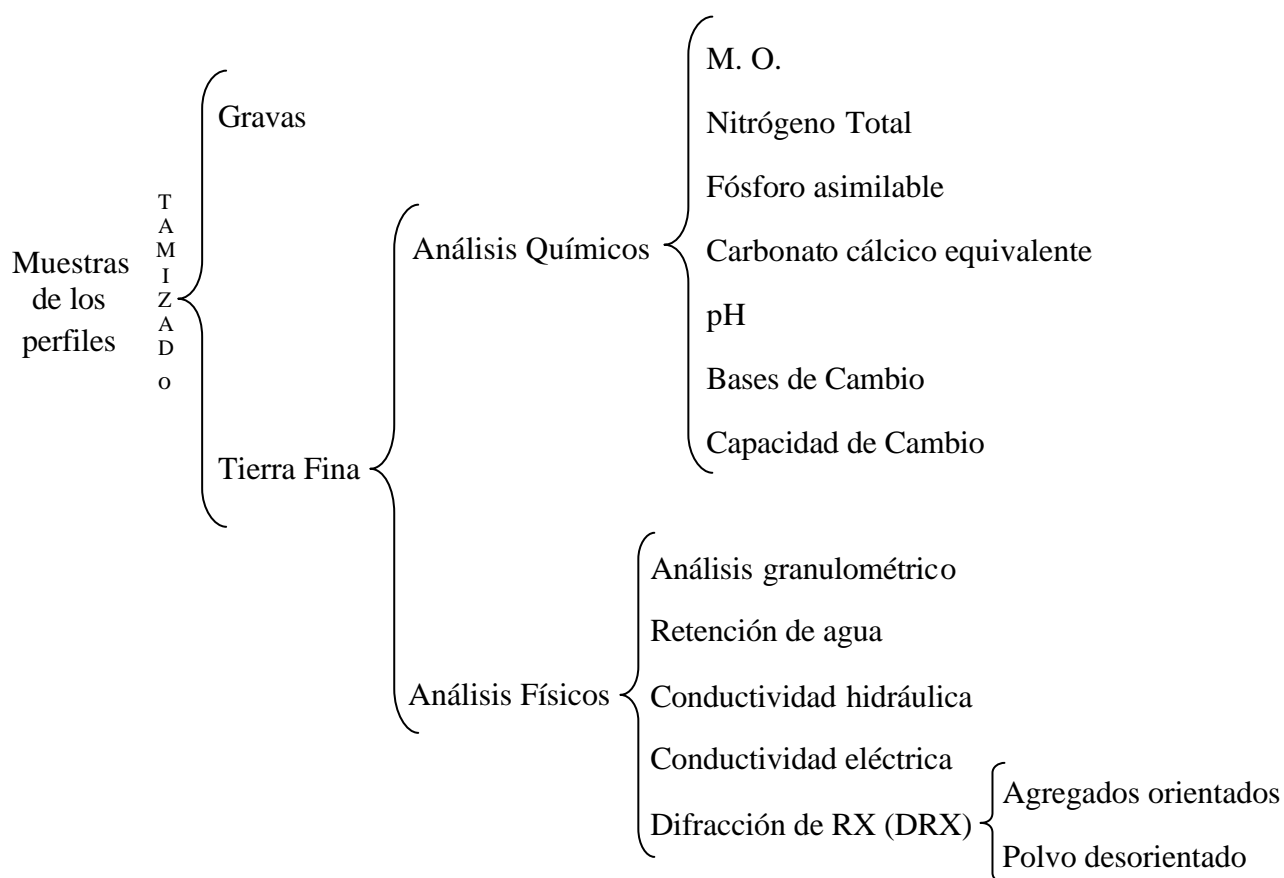 Muestras
de los
perfiles
T
A
M
I
Z
A
D
o
Gravas
Tierra Fina
Análisis Químicos
M. O.
Nitrógeno Total
Fósforo asimilable
Carbonato cálcico equivalente
pH
Bases de Cambio
Capacidad de Cambio
Análisis Físicos
Análisis granulométrico
Retención de agua
Conductividad hidráulica
Conductividad eléctrica
Difracción de RX (DRX)
Agregados orientados
Polvo desorientado